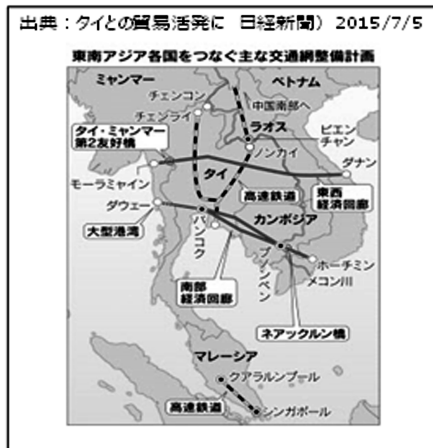 出典：タイとの貿易活発に　日経新聞） 2015/7/5
東南アジア各国をつなぐ主な交通網整備計画
ミャンマー
ベトナム
チェンコン
中国南部へ
チェンライ
ラオス
ビエン
チャン
タイ・ミャンマー
第2友好橋
ノンカイ
ダナン
タイ
モーラミャイン
高速鉄道
東西
経済回廊
ダウェー
カンボジア
大型港湾
バンコク
プノンペン
ホーチミン
メコン川
南部
経済回廊
ネアックルン橋
マレーシア
クアラルンプール
高速鉄道
シンガポール